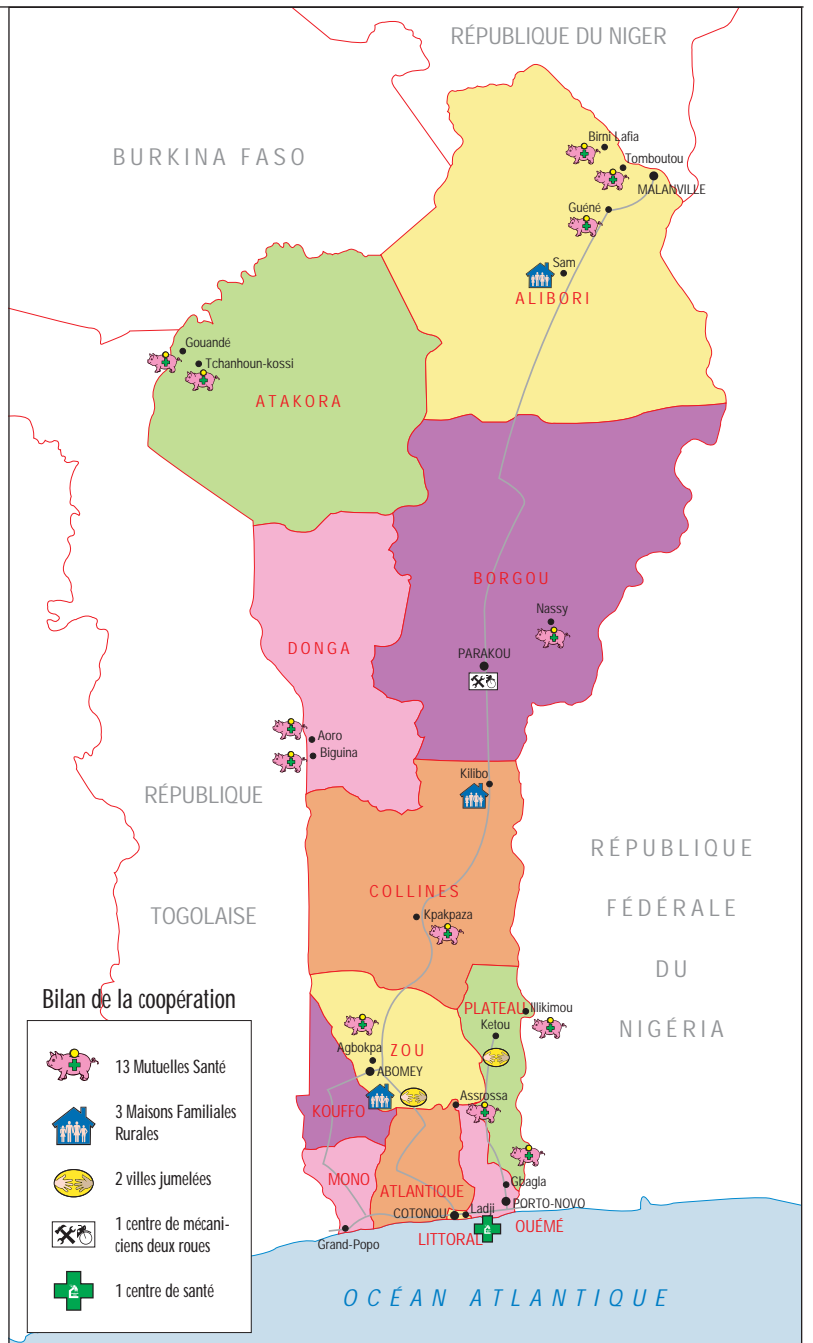 RÉPUBLIQUE DU NIGER
BURKINA FASO
Birni Lafia
Tomboutou
MALANVILLE
Guéné
Sam
ALIBORI
Gouandé
Tchanhoun-kossi
ATAKORA
BORGOU
Nassy
DONGA
PARAKOU
Aoro
Biguina
Kilibo
RÉPUBLIQUE
TOGOLAISE
RÉPUBLIQUE
FÉDÉRALE
DU
NIGÉRIA
COLLINES
Kpakpaza
PLATEAU
Illikimou
Ketou
Agbokpa
ZOU
ABOMEY
KOUFFO
Assrossa
MONO
ATLANTIQUE
Gbagla
PORTO-NOVO
COTONOU
Ladji
OUÉMÉ
LITTORAL
Grand-Popo
OCÉAN ATLANTIQUE
Bilan de la coopération
13 Mutuelles Santé
3 Maisons Familiales
Rurales
2 villes jumelées
1 centre de mécani-
ciens deux roues
1 centre de santé